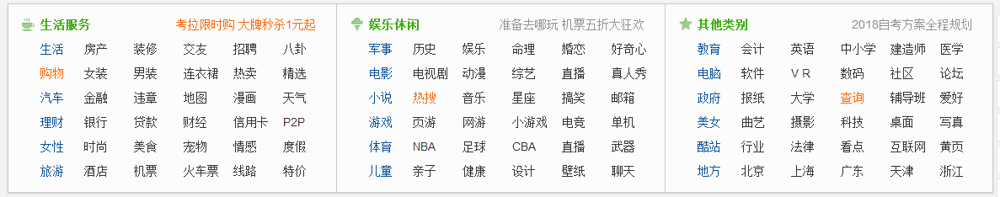 生活服务 考拉限时购 大牌秒杀1元起
生活 房产 装修 交友 招聘 八卦
购物 女装 男装 连衣裙 热卖 精选
汽车 金融 违章 地图 漫画 天气
理财 银行 贷款 财经 信用卡 P2P
女性 时尚 美食 宠物 情感 度假
旅游 酒店 机票 火车票 线路 特价
娱乐休闲 准备去哪玩 机票五折大狂欢
军事 历史 娱乐 命理 婚恋 好奇心
电影 电视剧 动漫 综艺 直播 真人秀
小说 热搜 音乐 星座 搞笑 邮箱
游戏 页游 网游 小游戏 电竞 单机
体育 NBA 足球 CBA 直播 武器
儿童 亲子 健康 设计 壁纸 聊天
其他类别 2018自考方案全程规划
教育 会计 英语 中小学 建造师 医学
电脑 软件 V R 数码 社区 论坛
政府 报纸 大学 查询 辅导班 爱好
美女 曲艺 摄影 科技 桌面 写真
酷站 行业 法律 看点 互联网 黄页
地方 北京 上海 广东 天津 浙江